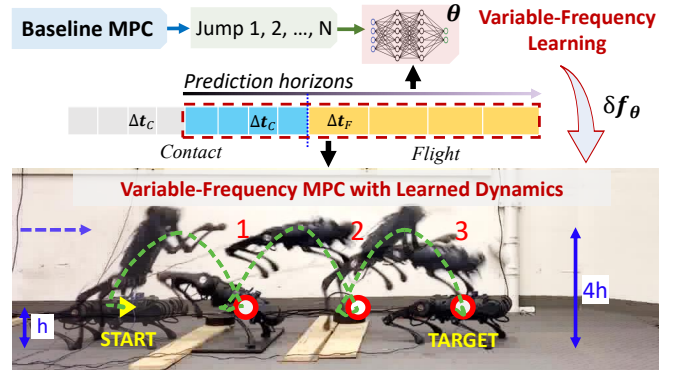 Baseline MPC
Jump 1, 2, ..., N
θ
Variable-Frequency
Learning
Prediction horizons
Δt_C
Δt_C
Δt_F
δf_θ
Contact
Flight
Variable-Frequency MPC with Learned Dynamics
1
2
3
h
START
TARGET
4h